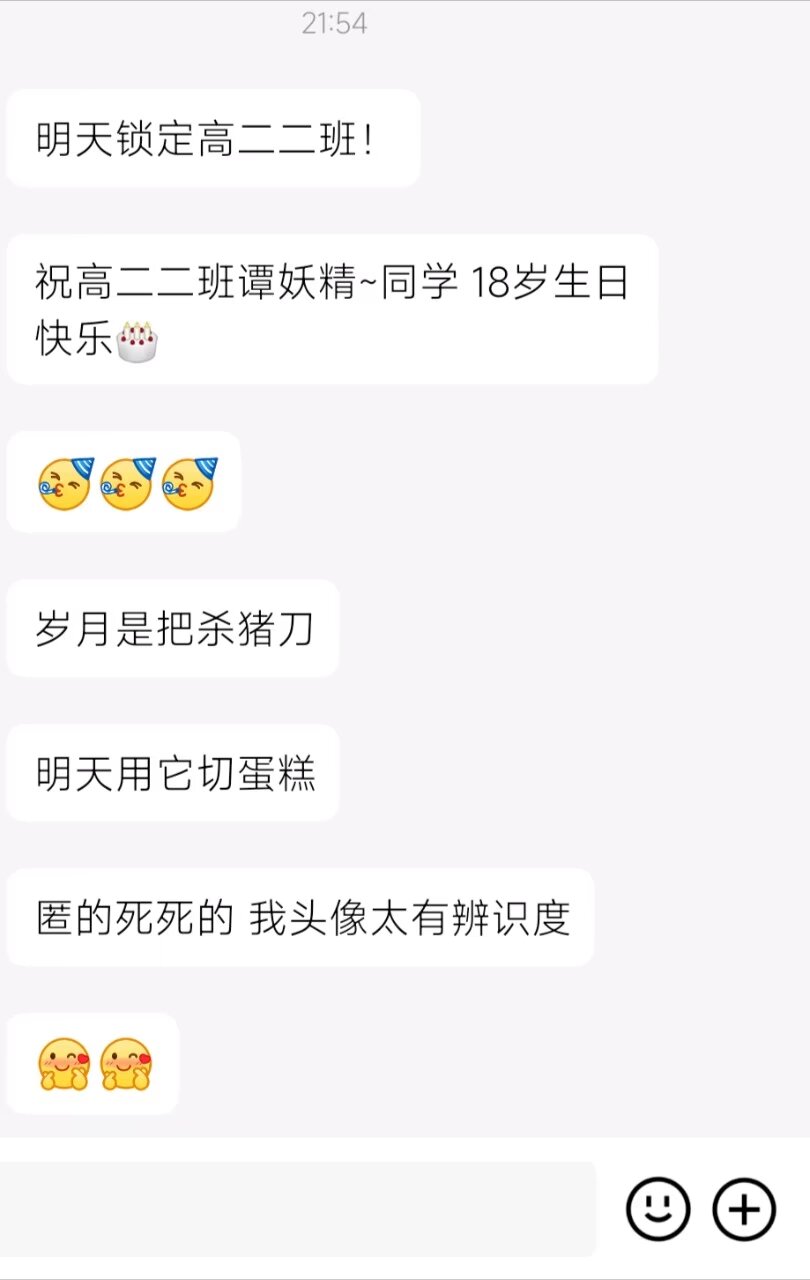 21:54
明天锁定高二二班！
祝高二二班谭妖精~同学 18岁生日
快乐🎂
🥳🥳🥳
岁月是把杀猪刀
明天用它切蛋糕
匿的死死的 我头像太有辨识度